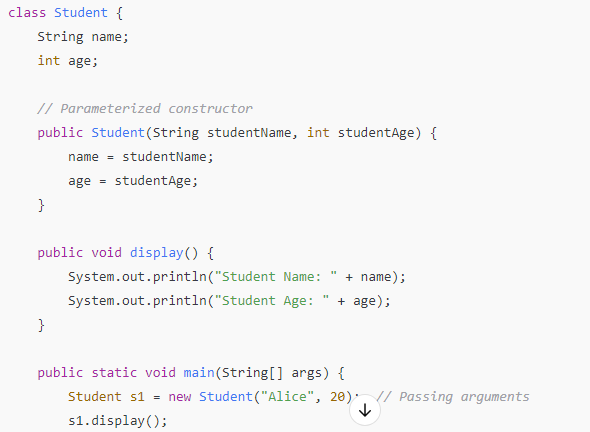 class Student {
    String name;
    int age;

    // Parameterized constructor
    public Student(String studentName, int studentAge) {
        name = studentName;
        age = studentAge;
    }

    public void display() {
        System.out.println("Student Name: " + name);
        System.out.println("Student Age: " + age);
    }

    public static void main(String[] args) {
        Student s1 = new Student("Alice", 20);  // Passing arguments
        s1.display();